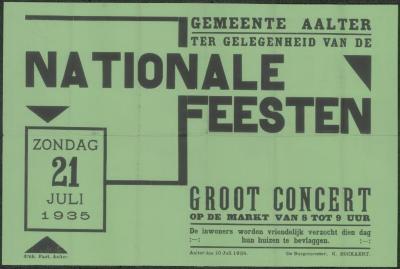 GEMEENTE AALTER
TER GELEGENHEID VAN DE
NATIONALE
FEESTEN
ZONDAG
21
JULI
1935
GROOT CONCERT
OP DE MARKT VAN 8 TOT 9 UUR
De inwoners worden vriendelijk verzocht dien dag
:—: hun huizen te bevlaggen. :—:
Aalter den 10 Juli 1935.
De Burgemeester,
Aalter